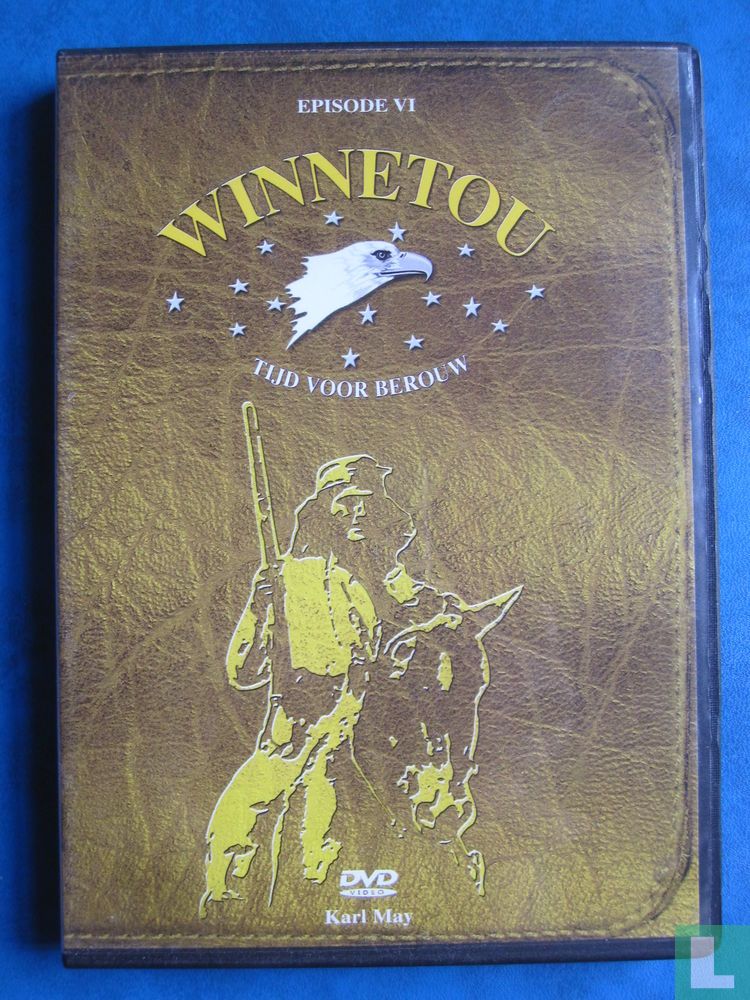 EPISODE VI
WINNETOU
TIJD VOOR BEROUW
DVD
VIDEO
Karl May
L